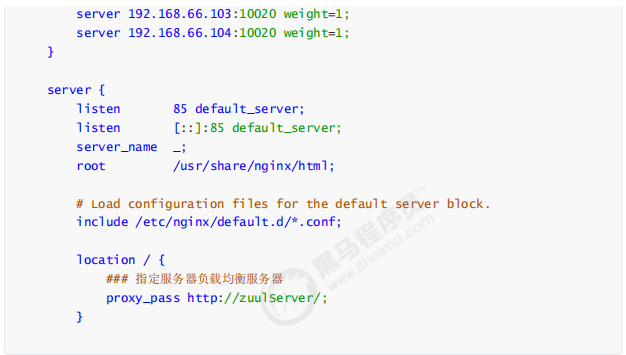 server 192.168.66.103:10020 weight=1;
server 192.168.66.104:10020 weight=1;
}
server {
listen 85 default_server;
listen [::]:85 default_server;
server_name _;
root /usr/share/nginx/html;
# Load configuration files for the default server block.
include /etc/nginx/default.d/*.conf;
location / {
### 指定服务器负载均衡服务器
proxy_pass http://zuulServer/;
}
黑马程序员™
www.itheima.com